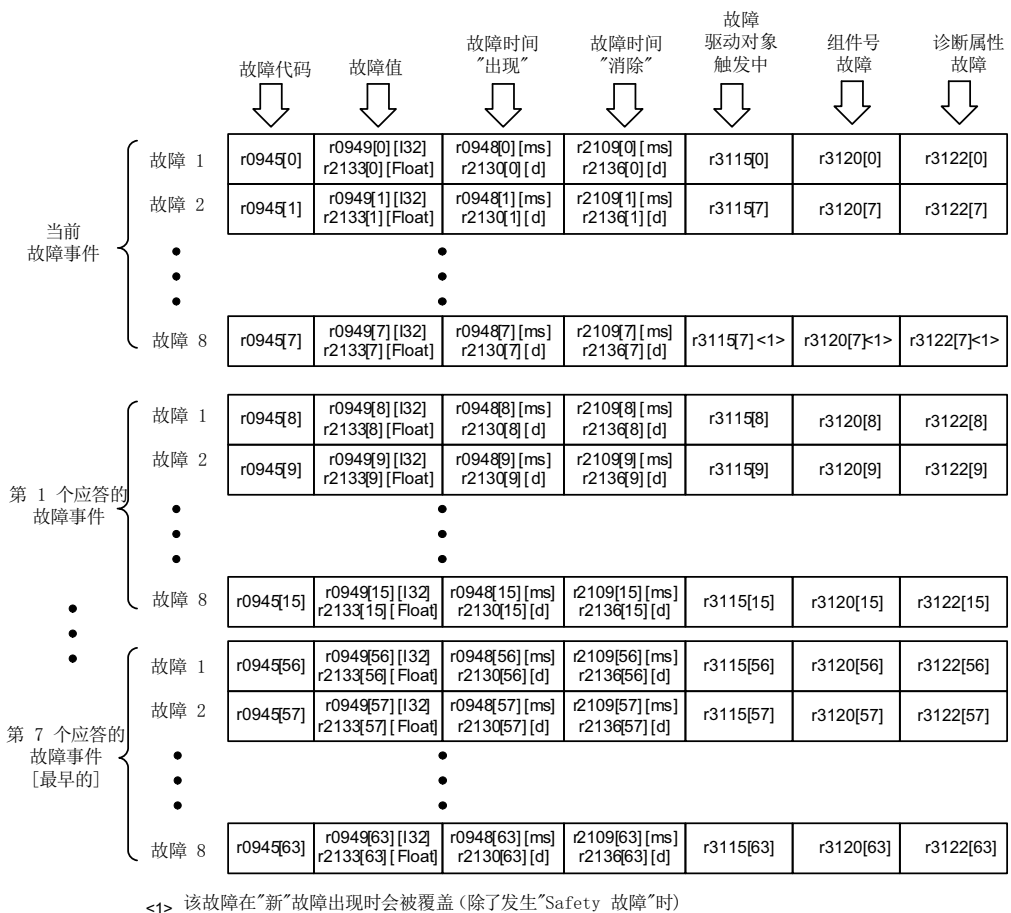 故障代码
故障值
故障时间
"出现"
故障时间
"消除"
故障
驱动对象
触发中
组件号
故障
诊断属性
故障
当前
故障事件
故障 1
r0945[0]
r0949[0][I32]
r2133[0][Float]
r0948[0][ms]
r2130[0][d]
r2109[0][ms]
r2136[0][d]
r3115[0]
r3120[0]
r3122[0]
故障 2
r0945[1]
r0949[1][I32]
r2133[1][Float]
r0948[1][ms]
r2130[1][d]
r2109[1][ms]
r2136[1][d]
r3115[7]
r3120[7]
r3122[7]
故障 8
r0945[7]
r0949[7][I32]
r2133[7][Float]
r0948[7][ms]
r2130[7][d]
r2109[7][ms]
r2136[7][d]
r3115[7]<1>
r3120[7]<1>
r3122[7]<1>
第 1 个应答的
故障事件
故障 1
r0945[8]
r0949[8][I32]
r2133[8][Float]
r0948[8][ms]
r2130[8][d]
r2109[8][ms]
r2136[8][d]
r3115[8]
r3120[8]
r3122[8]
故障 2
r0945[9]
r0949[9][I32]
r2133[9][Float]
r0948[9][ms]
r2130[9][d]
r2109[9][ms]
r2136[9][d]
r3115[9]
r3120[9]
r3122[9]
故障 8
r0945[15]
r0949[15][I32]
r2133[15][Float]
r0948[15][ms]
r2130[15][d]
r2109[15][ms]
r2136[15][d]
r3115[15]
r3120[15]
r3122[15]
第 7 个应答的
故障事件
[最早的]
故障 1
r0945[56]
r0949[56][I32]
r2133[56][Float]
r0948[56][ms]
r2130[56][d]
r2109[56][ms]
r2136[56][d]
r3115[56]
r3120[56]
r3122[56]
故障 2
r0945[57]
r0949[57][I32]
r2133[57][Float]
r0948[57][ms]
r2130[57][d]
r2109[57][ms]
r2136[57][d]
r3115[57]
r3120[57]
r3122[57]
故障 8
r0945[63]
r0949[63][I32]
r2133[63][Float]
r0948[63][ms]
r2130[63][d]
r2109[63][ms]
r2136[63][d]
r3115[63]
r3120[63]
r3122[63]
<1> 该故障在"新"故障出现时会被覆盖(除了发生"Safety 故障"时)